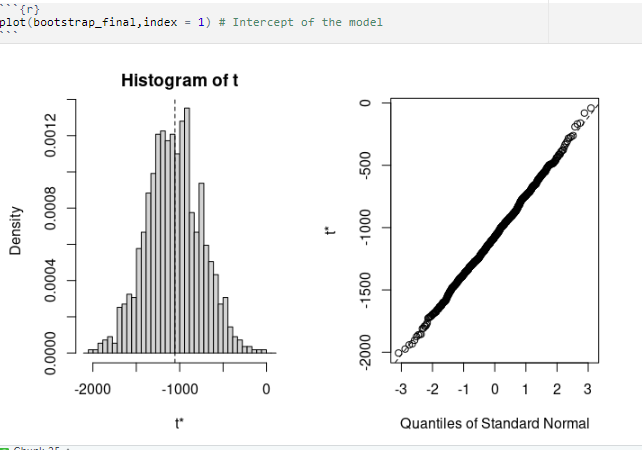 ```{r}
plot(bootstrap_final,index = 1) # Intercept of the model
```
Histogram of t
Density
0.0000 0.0004 0.0008 0.0012
-2000 -1000 0
t*
t*
-2000 -1500 -1000 -500 0
-3 -2 -1 0 1 2 3
Quantiles of Standard Normal